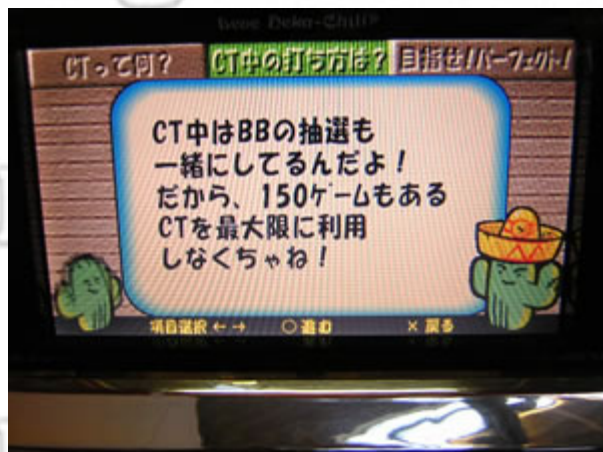 CTって何?
CT中の打ち方は?
目指せ!パーフェクト!
CT中はBBの抽選も
一緒にしてるんだよ!
だから、150ゲームもある
CTを最大限に利用
しなくちゃね!
項目選択 ← →
○ 進む
× 戻る